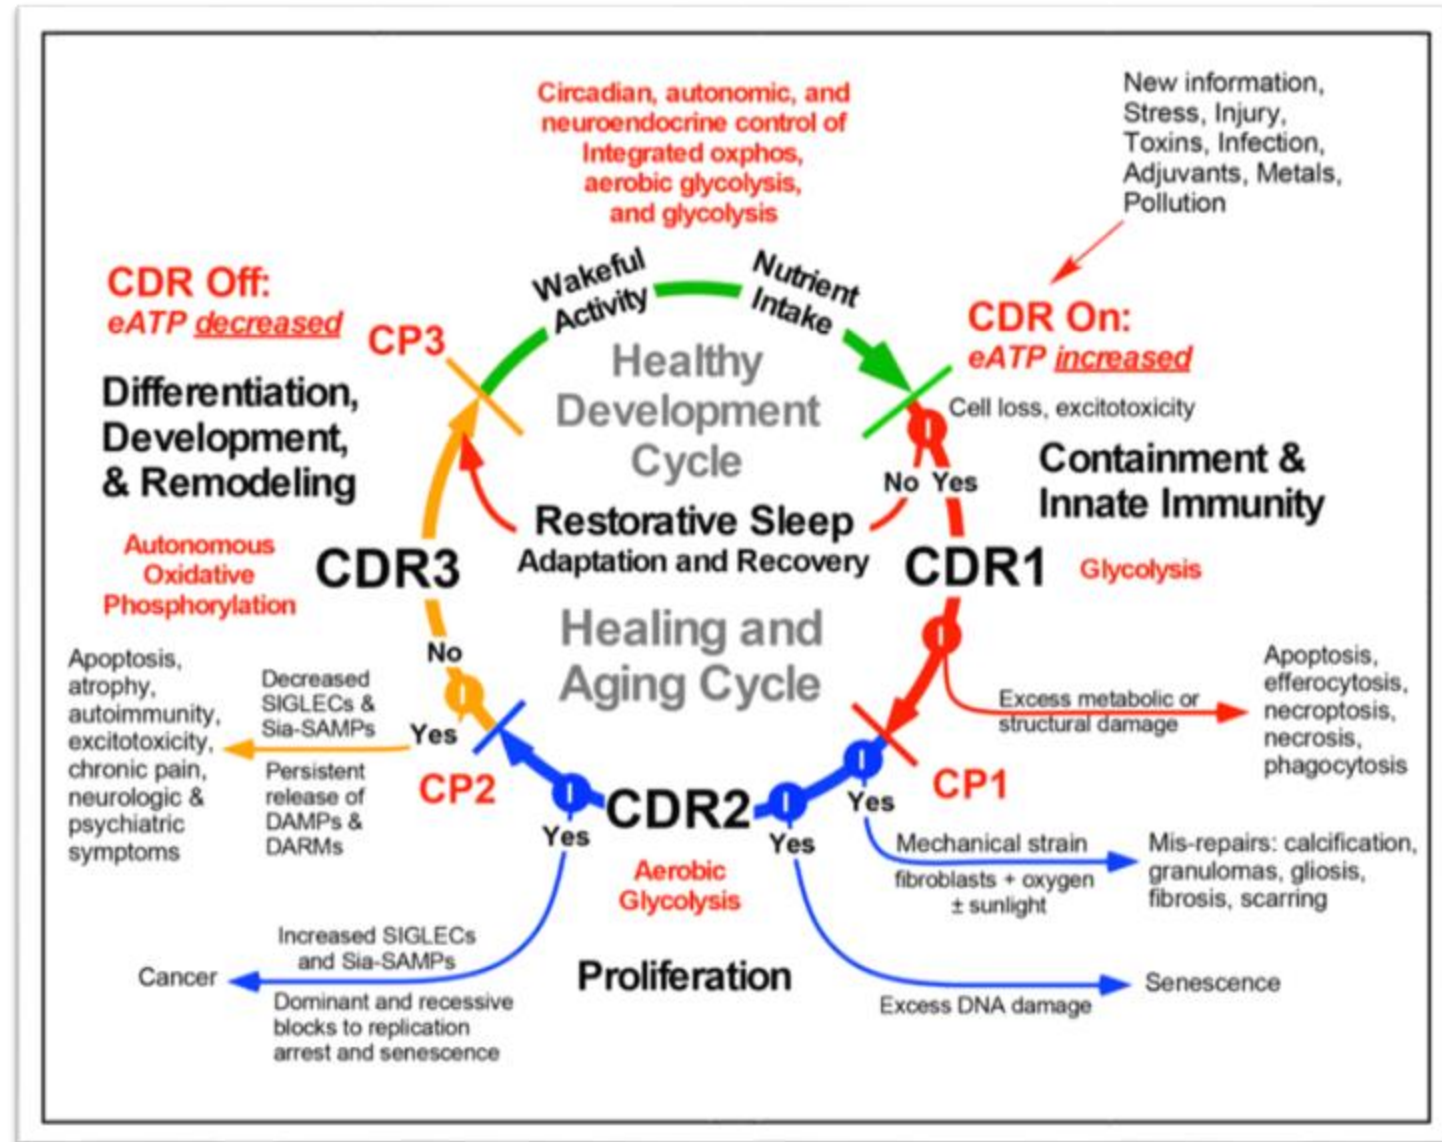 Circadian, autonomic, and
neuroendocrine control of
Integrated oxphos,
aerobic glycolysis,
and glycolysis
New information,
Stress, Injury,
Toxins, Infection,
Adjuvants, Metals,
Pollution
CDR Off:
eATP decreased
CP3
Wakeful
Activity
Nutrient
Intake
CDR On:
eATP increased
Cell loss, excitotoxicity
Healthy
Development
Cycle
Differentiation,
Development,
& Remodeling
Containment &
Innate Immunity
No Yes
Restorative Sleep
Adaptation and Recovery
Autonomous
Oxidative
Phosphorylation
CDR3
CDR1
Glycolysis
Healing and
Aging Cycle
No
Yes
Apoptosis,
atrophy,
autoimmunity,
excitotoxicity,
chronic pain,
neurologic &
psychiatric
symptoms
Decreased
SIGLECs &
Sia-SAMPs
Persistent
release of
DAMPs &
DARMs
Excess metabolic or
structural damage
Apoptosis,
efferocytosis,
necroptosis,
necrosis,
phagocytosis
CP2
CP1
CDR2
Yes
Yes
Yes
Aerobic
Glycolysis
Mechanical strain
fibroblasts + oxygen
± sunlight
Mis-repairs: calcification,
granulomas, gliosis,
fibrosis, scarring
Proliferation
Increased SIGLECs
and Sia-SAMPs
Cancer
Dominant and recessive
blocks to replication
arrest and senescence
Excess DNA damage
Senescence